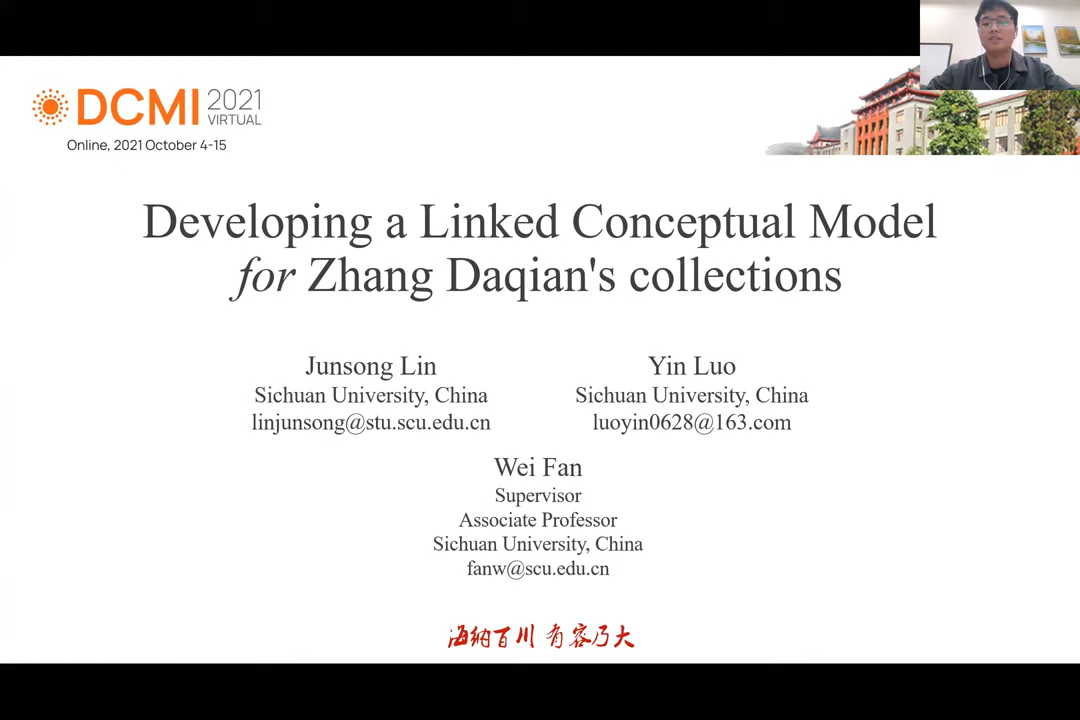 DCMI 2021
VIRTUAL
Online, 2021 October 4-15
Developing a Linked Conceptual Model
for Zhang Daqian's collections
Junsong Lin
Sichuan University, China
linjunsong@stu.scu.edu.cn
Yin Luo
Sichuan University, China
luoyin0628@163.com
Wei Fan
Supervisor
Associate Professor
Sichuan University, China
fanw@scu.edu.cn
海纳百川 有容乃大